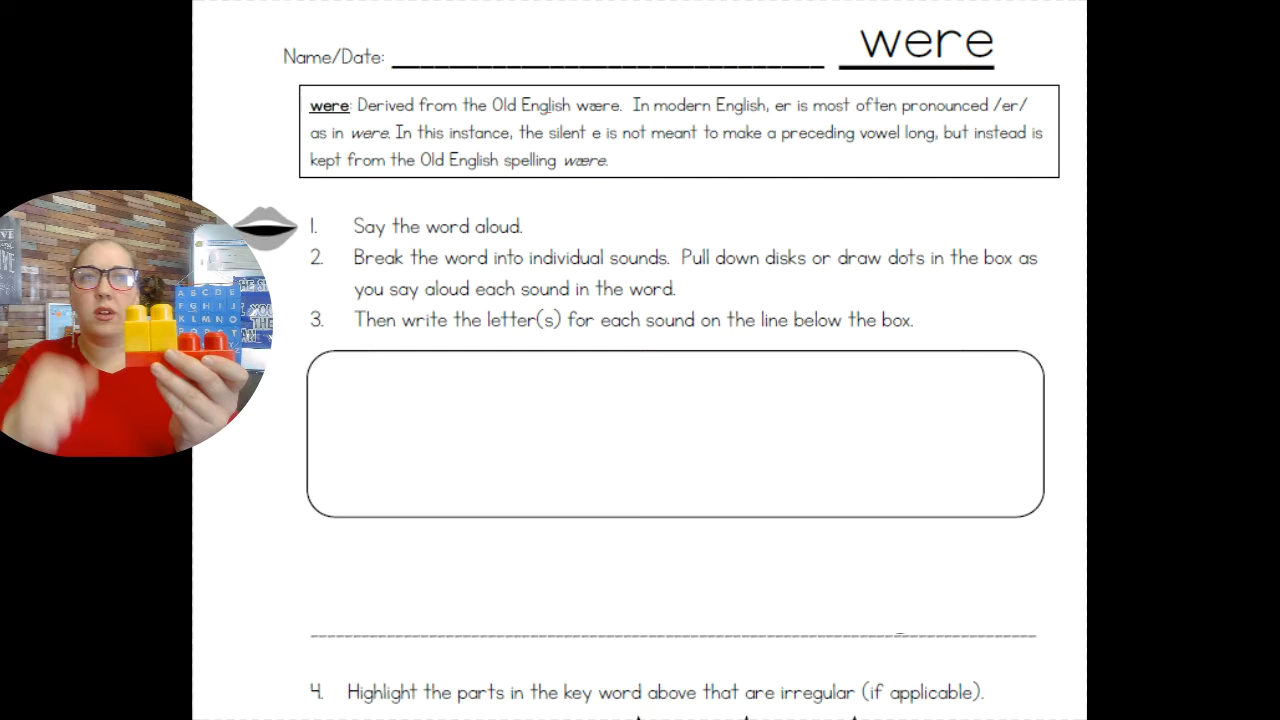 were
Name/Date:
were: Derived from the Old English wære. In modern English, er is most often pronounced /er/
as in were. In this instance, the silent e is not meant to make a preceding vowel long, but instead is
kept from the Old English spelling wære.
1. Say the word aloud.
2. Break the word into individual sounds. Pull down disks or draw dots in the box as
you say aloud each sound in the word.
3. Then write the letter(s) for each sound on the line below the box.
A B C D E
F G H I J
K L M N O
4. Highlight the parts in the key word above that are irregular (if applicable).